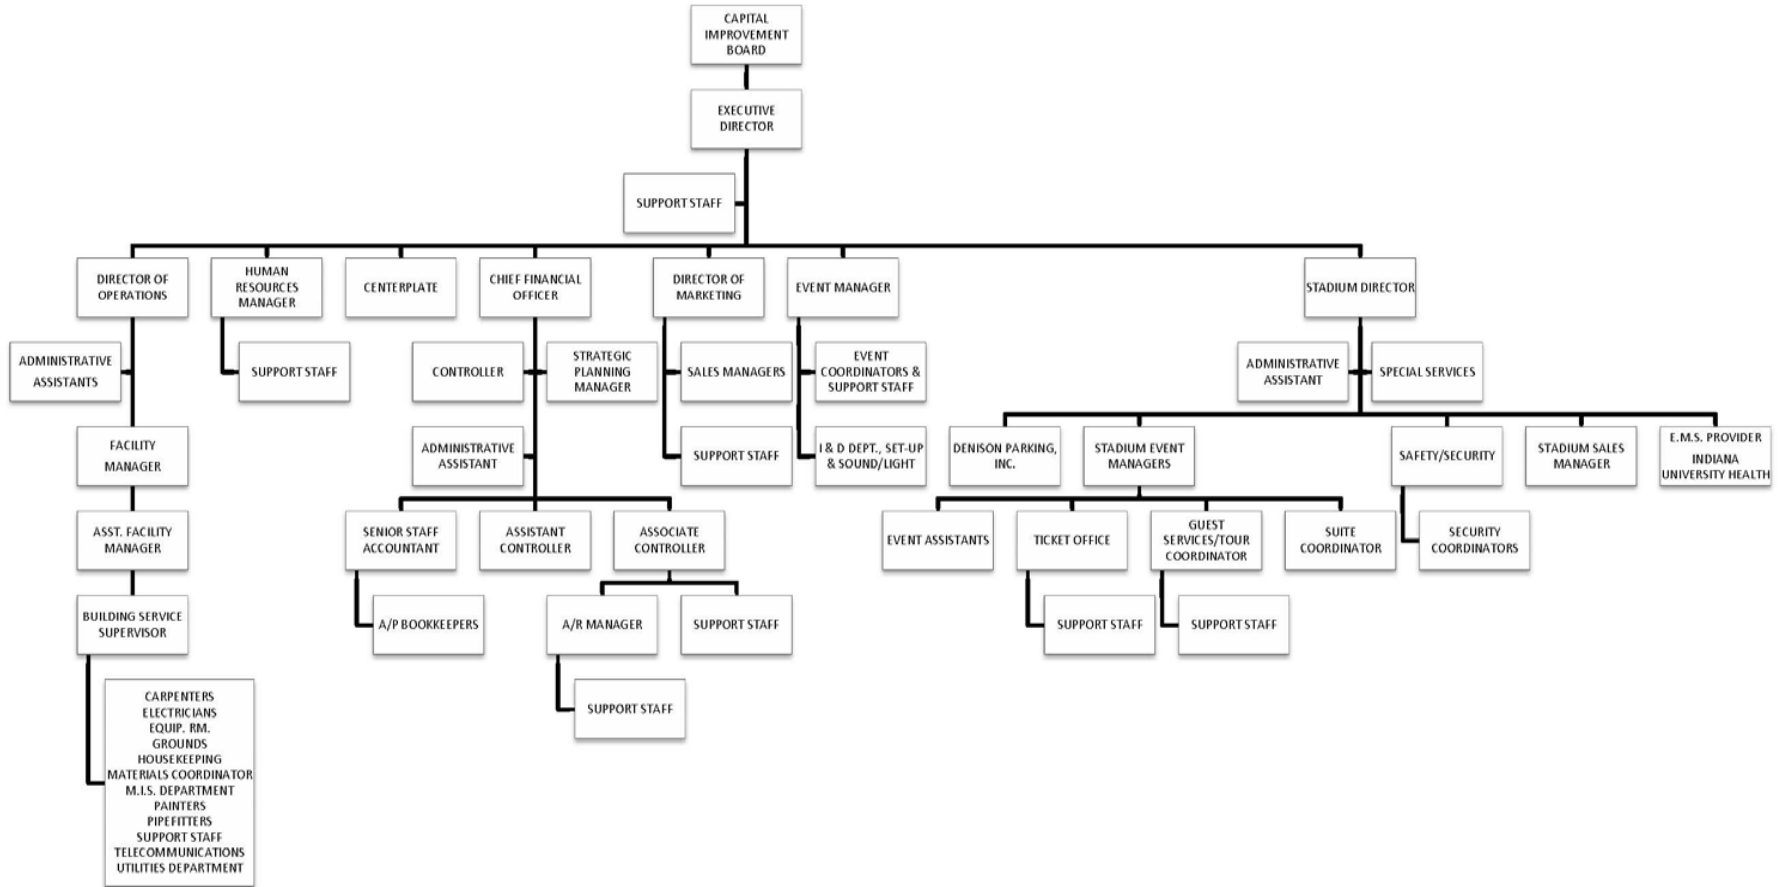 CAPITAL
IMPROVEMENT
BOARD
EXECUTIVE
DIRECTOR
SUPPORT STAFF
DIRECTOR OF
OPERATIONS
HUMAN
RESOURCES
MANAGER
CENTERPLATE
CHIEF FINANCIAL
OFFICER
DIRECTOR OF
MARKETING
EVENT MANAGER
STADIUM DIRECTOR
ADMINISTRATIVE
ASSISTANTS
SUPPORT STAFF
CONTROLLER
STRATEGIC
PLANNING
MANAGER
SALES MANAGERS
EVENT
COORDINATORS &
SUPPORT STAFF
ADMINISTRATIVE
ASSISTANT
SPECIAL SERVICES
FACILITY
MANAGER
ADMINISTRATIVE
ASSISTANT
SUPPORT STAFF
I & D DEPT., SET-UP
& SOUND/LIGHT
DENISON PARKING,
INC.
STADIUM EVENT
MANAGERS
SAFETY/SECURITY
STADIUM SALES
MANAGER
E.M.S. PROVIDER
INDIANA
UNIVERSITY HEALTH
ASST. FACILITY
MANAGER
SENIOR STAFF
ACCOUNTANT
ASSISTANT
CONTROLLER
ASSOCIATE
CONTROLLER
EVENT ASSISTANTS
TICKET OFFICE
GUEST
SERVICES/TOUR
COORDINATOR
SUITE
COORDINATOR
SECURITY
COORDINATORS
BUILDING SERVICE
SUPERVISOR
A/P BOOKKEEPERS
A/R MANAGER
SUPPORT STAFF
SUPPORT STAFF
SUPPORT STAFF
CARPENTERS
ELECTRICIANS
EQUIP. RM.
GROUNDS
HOUSEKEEPING
MATERIALS COORDINATOR
M.I.S. DEPARTMENT
PAINTERS
PIPEFITTERS
SUPPORT STAFF
TELECOMMUNICATIONS
UTILITIES DEPARTMENT
SUPPORT STAFF